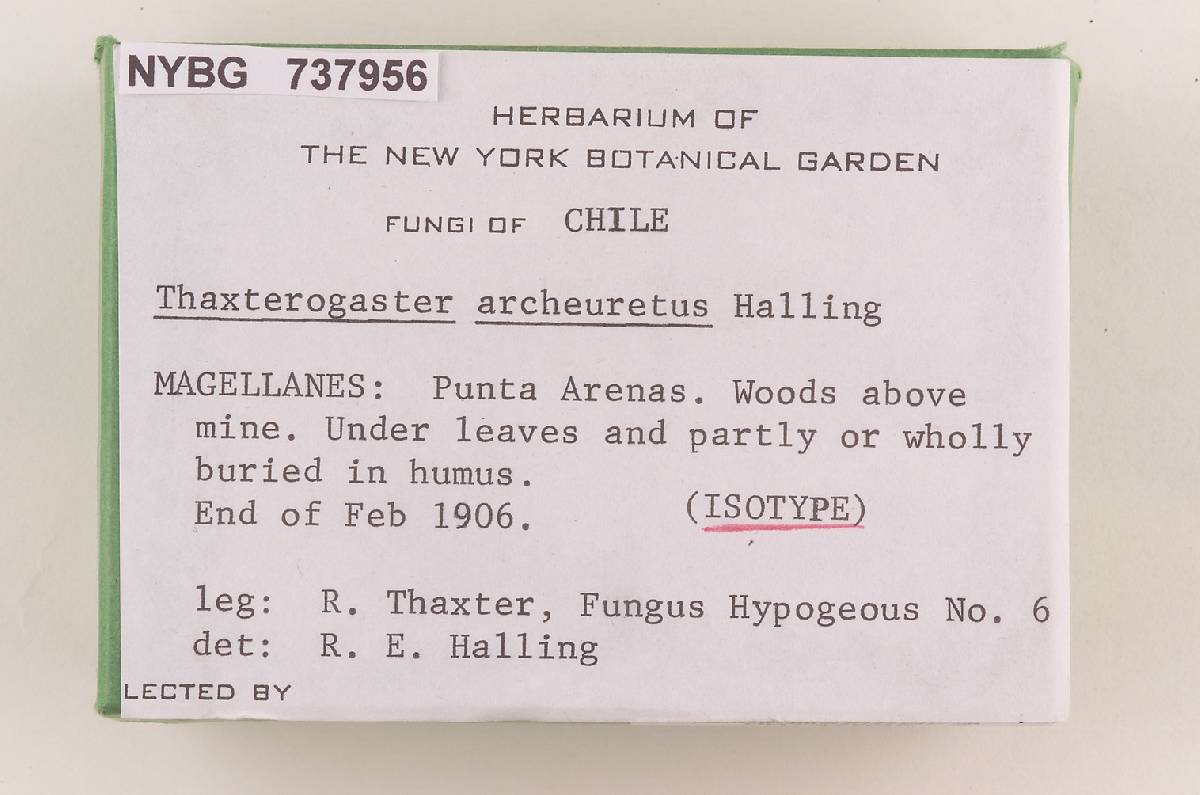 NYBG 737956
HERBARIUM OF
THE NEW YORK BOTANICAL GARDEN
FUNGI OF CHILE
Thaxterogaster archeuretus Halling
MAGELLANES: Punta Arenas. Woods above
mine. Under leaves and partly or wholly
buried in humus.
End of Feb 1906. (ISOTYPE)
leg: R. Thaxter, Fungus Hypogeous No. 6
det: R. E. Halling
LECTED BY